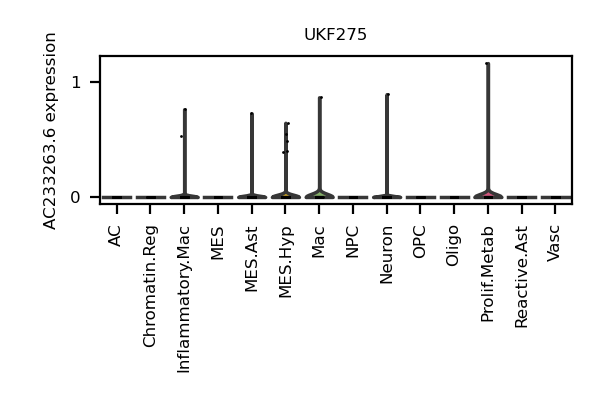 UKF275
AC233263.6 expression
1
0
AC
Chromatin.Reg
Inflammatory.Mac
MES
MES.Ast
MES.Hyp
Mac
NPC
Neuron
OPC
Oligo
Prolif.Metab
Reactive.Ast
Vasc